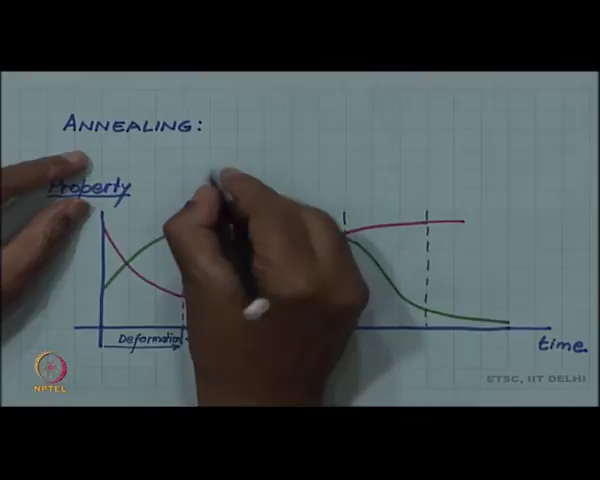 ANNEALING:
Property
Deformation
time
NPTEL
ETSC, IIT DELHI